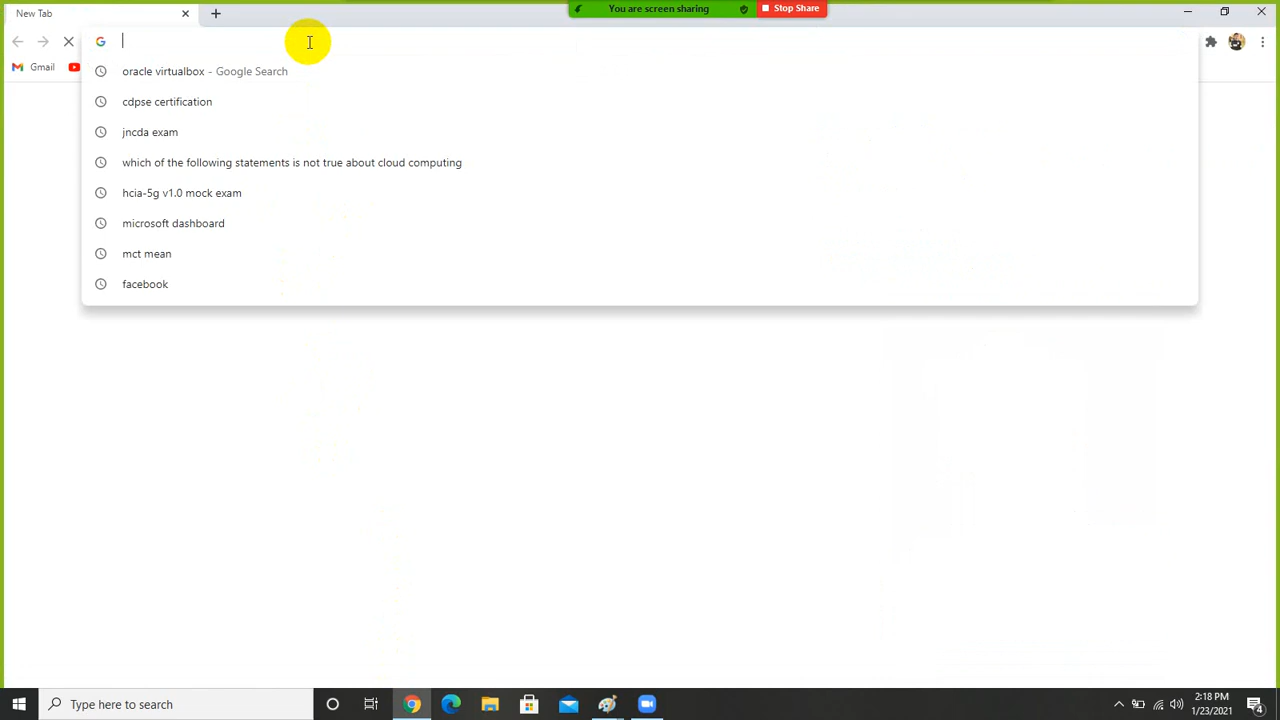 New Tab
You are screen sharing
Stop Share
Gmail
oracle virtualbox - Google Search
cdpse certification
jncda exam
which of the following statements is not true about cloud computing
hcia-5g v1.0 mock exam
microsoft dashboard
mct mean
facebook
Type here to search
2:18 PM
1/23/2021
4